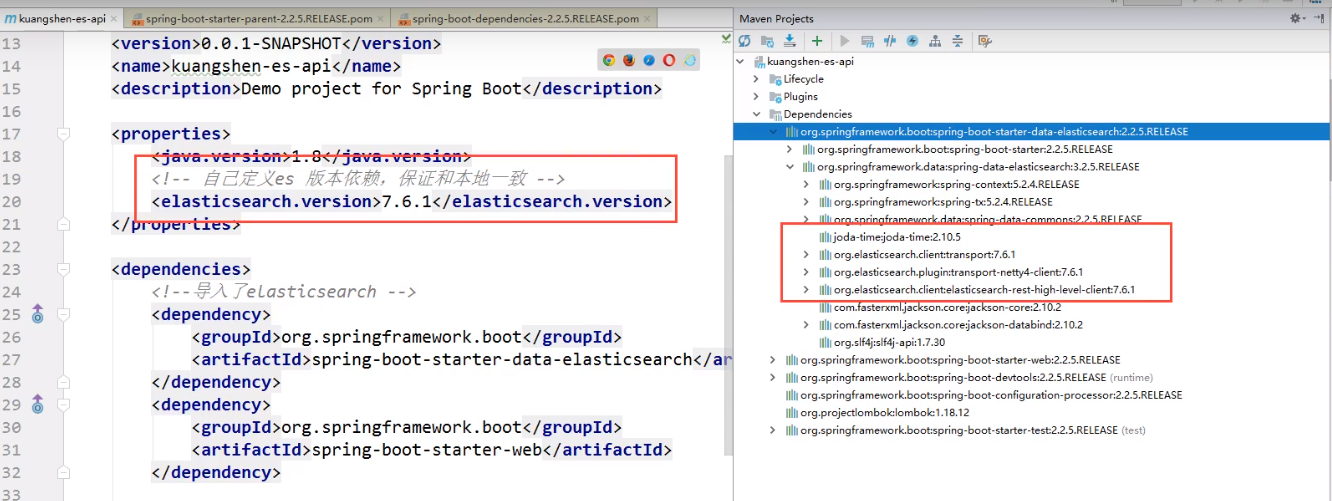 kuangshen-es-api × spring-boot-starter-parent-2.2.5.RELEASE.pom × spring-boot-dependencies-2.2.5.RELEASE.pom ×
13 <version>0.0.1-SNAPSHOT</version>
14 <name>kuangshen-es-api</name>
15 <description>Demo project for Spring Boot</description>
16
17 <properties>
18 <java.version>1.8</java.version>
19 <!-- 自己定义es 版本依赖，保证和本地一致 -->
20 <elasticsearch.version>7.6.1</elasticsearch.version>
21 </properties>
22
23 <dependencies>
24 <!--导入了elasticsearch -->
25 <dependency>
26 <groupId>org.springframework.boot</groupId>
27 <artifactId>spring-boot-starter-data-elasticsearch</ar
28 </dependency>
29 <dependency>
30 <groupId>org.springframework.boot</groupId>
31 <artifactId>spring-boot-starter-web</artifactId>
32 </dependency>
33
Maven Projects
kuangshen-es-api
Lifecycle
Plugins
Dependencies
org.springframework.boot:spring-boot-starter-data-elasticsearch:2.2.5.RELEASE
org.springframework.boot:spring-boot-starter:2.2.5.RELEASE
org.springframework.data:spring-data-elasticsearch:3.2.5.RELEASE
org.springframework:spring-context:5.2.4.RELEASE
org.springframework:spring-tx:5.2.4.RELEASE
org.springframework.data:spring-data-commons:2.2.5.RELEASE
joda-time:joda-time:2.10.5
org.elasticsearch.client:transport:7.6.1
org.elasticsearch.plugin:transport-netty4-client:7.6.1
org.elasticsearch.client:elasticsearch-rest-high-level-client:7.6.1
com.fasterxml.jackson.core:jackson-core:2.10.2
com.fasterxml.jackson.core:jackson-databind:2.10.2
org.slf4j:slf4j-api:1.7.30
org.springframework.boot:spring-boot-starter-web:2.2.5.RELEASE
org.springframework.boot:spring-boot-devtools:2.2.5.RELEASE (runtime)
org.springframework.boot:spring-boot-configuration-processor:2.2.5.RELEASE
org.projectlombok:lombok:1.18.12
org.springframework.boot:spring-boot-starter-test:2.2.5.RELEASE (test)